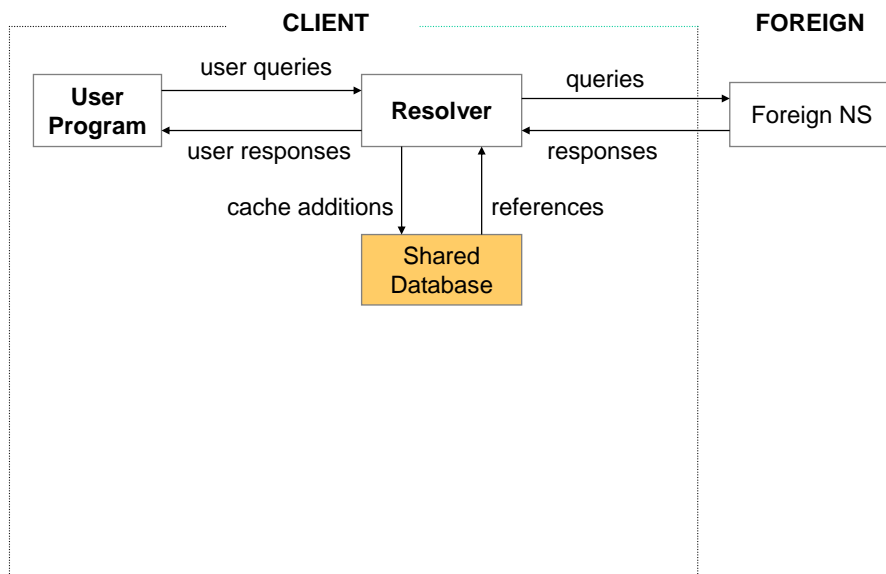 CLIENT
FOREIGN
user queries
queries
User
Program
Resolver
Foreign NS
user responses
responses
cache additions
references
Shared
Database